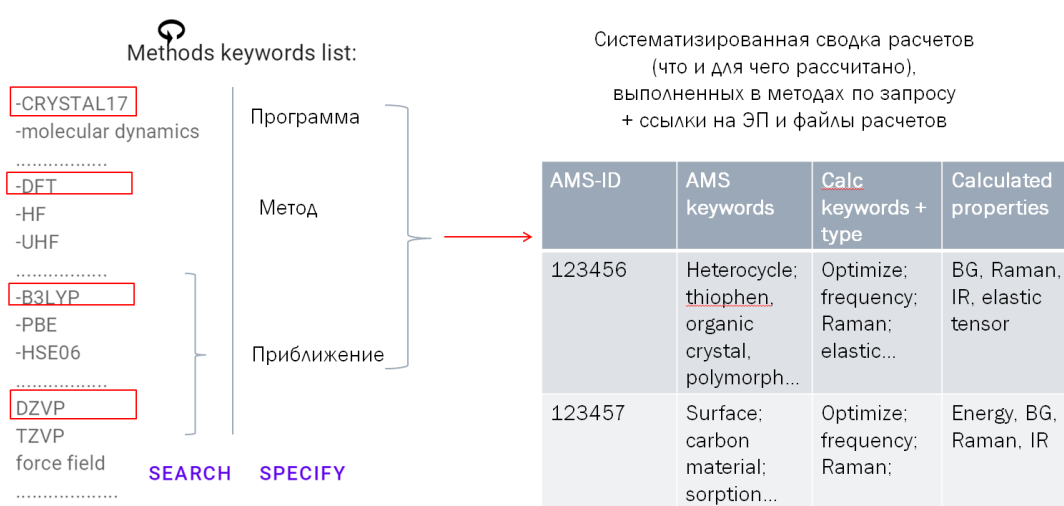 Methods keywords list:
-CRYSTAL17
-molecular dynamics
.................
-DFT
-HF
-UHF
.................
-B3LYP
-PBE
-HSE06
.................
DZVP
TZVP
force field
...................
Программа
Метод
Приближение
SEARCH SPECIFY
Систематизированная сводка расчетов
(что и для чего рассчитано),
выполненных в методах по запросу
+ ссылки на ЭП и файлы расчетов
AMS-ID
AMS
keywords
Calc
keywords +
type
Calculated
properties
123456
Heterocycle;
thiophen,
organic
crystal,
polymorph...
Optimize;
frequency;
Raman;
elastic...
BG, Raman,
IR, elastic
tensor
123457
Surface;
carbon
material;
sorption...
Optimize;
frequency;
Raman;
Energy, BG,
Raman, IR